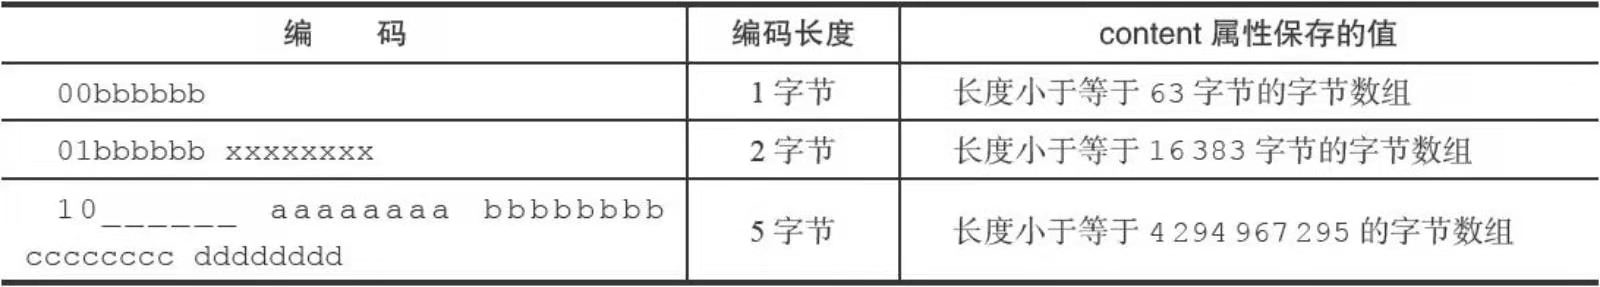 编 码 编码长度 content 属性保存的值
00bbbbbb 1 字节 长度小于等于 63 字节的字节数组
01bbbbbb xxxxxxxx 2 字节 长度小于等于 16 383 字节的字节数组
10______ aaaaaaaa bbbbbbbb
cccccccc dddddddd 5 字节 长度小于等于 4 294 967 295 的字节数组